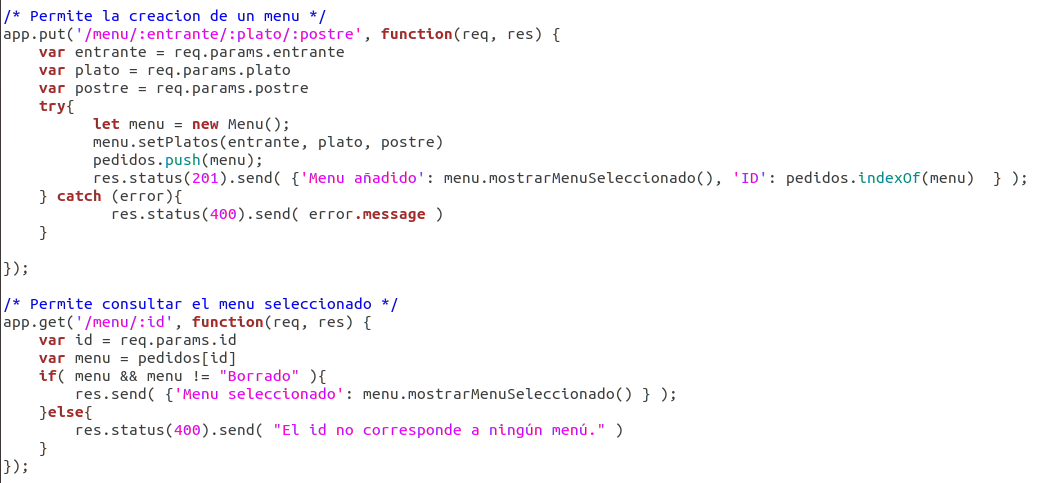 /* Permite la creacion de un menu */
app.put('/menu/:entrante/:plato/:postre', function(req, res) {
    var entrante = req.params.entrante
    var plato = req.params.plato
    var postre = req.params.postre
    try{
          let menu = new Menu();
          menu.setPlatos(entrante, plato, postre)
          pedidos.push(menu);
          res.status(201).send( {'Menu añadido': menu.mostrarMenuSeleccionado(), 'ID': pedidos.indexOf(menu)  } );
    } catch (error){
            res.status(400).send( error.message )
    }

});

/* Permite consultar el menu seleccionado */
app.get('/menu/:id', function(req, res) {
    var id = req.params.id
    var menu = pedidos[id]
    if( menu && menu != "Borrado" ){
        res.send( {'Menu seleccionado': menu.mostrarMenuSeleccionado() } );
    }else{
        res.status(400).send( "El id no corresponde a ningún menú." )
    }
});